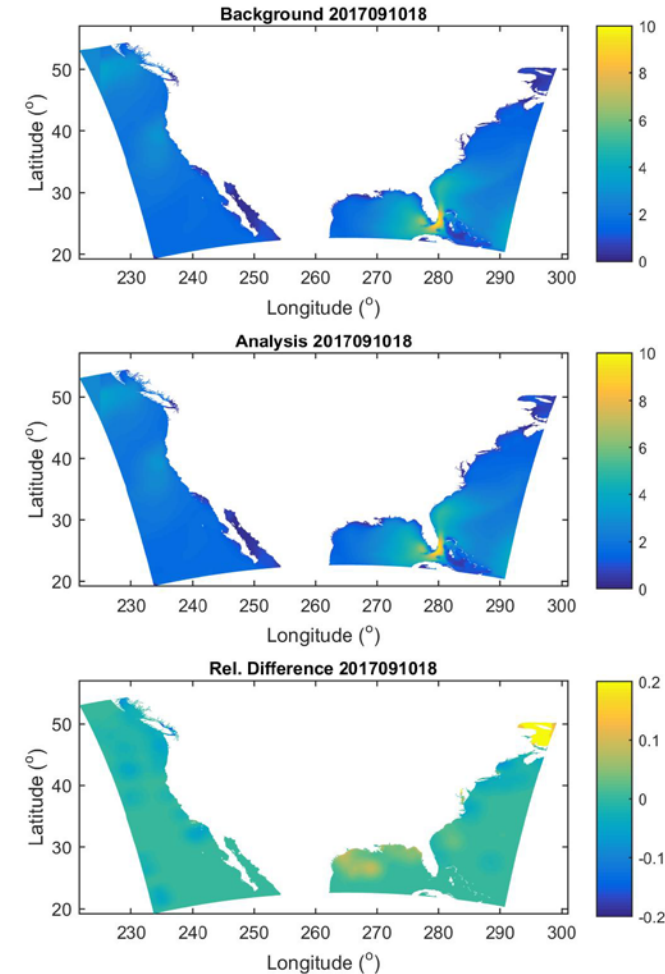 Background 2017091018
50
40
30
20
Latitude (°)
230 240 250 260 270 280 290 300
Longitude (°)
10
8
6
4
2
0
Analysis 2017091018
50
40
30
20
Latitude (°)
230 240 250 260 270 280 290 300
Longitude (°)
10
8
6
4
2
0
Rel. Difference 2017091018
50
40
30
20
Latitude (°)
230 240 250 260 270 280 290 300
Longitude (°)
0.2
0.1
0
-0.1
-0.2